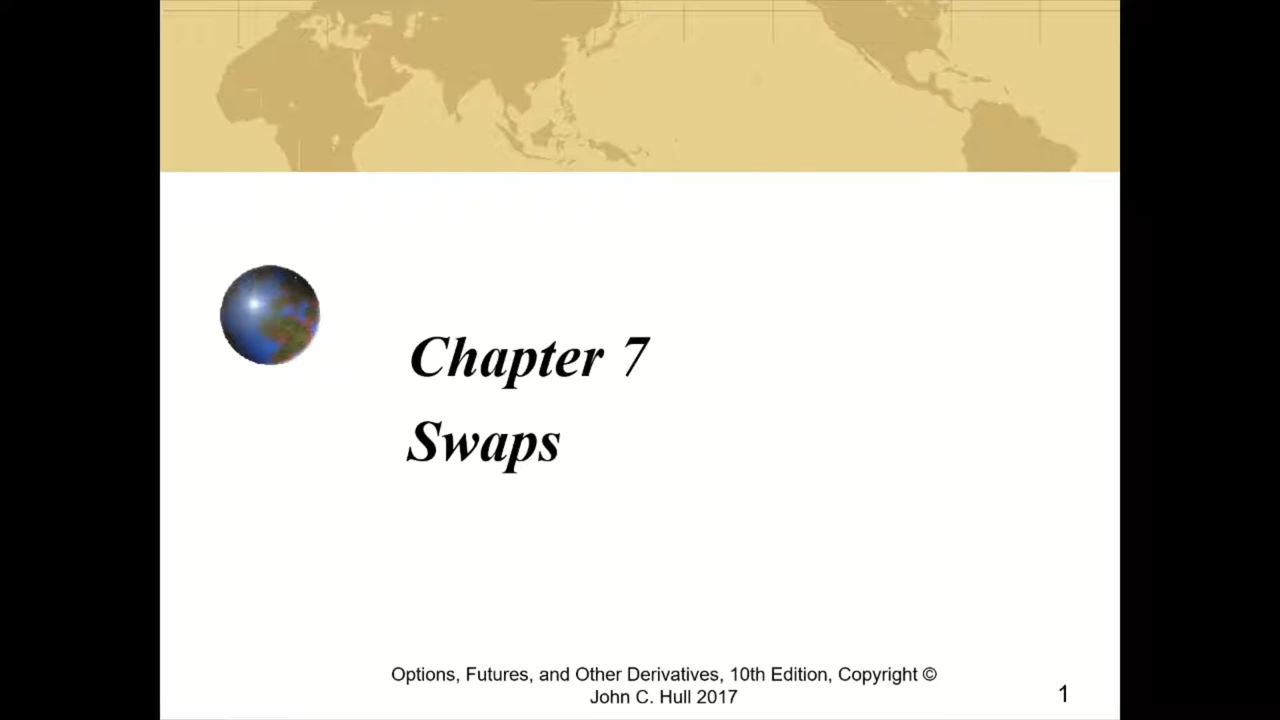 Chapter 7
Swaps
Options, Futures, and Other Derivatives, 10th Edition, Copyright ©
John C. Hull 2017
1